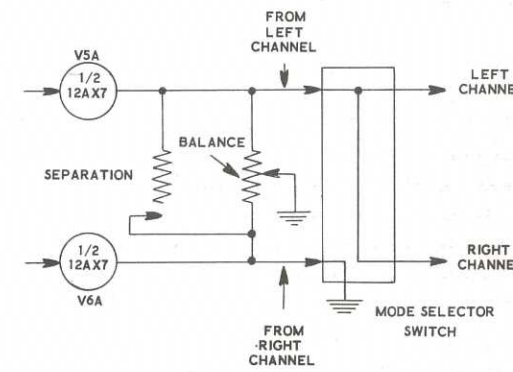 FROM
LEFT
CHANNEL
V5A
1/2
12AX7
LEFT
CHANNE
BALANCE
SEPARATION
1/2
12AX7
V6A
RIGHT
CHANNE
FROM
RIGHT
CHANNEL
MODE SELECTOR
SWITCH